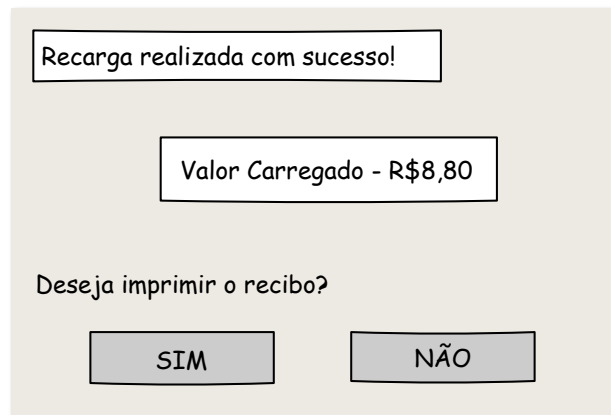 Recarga realizada com sucesso!
Valor Carregado - R$8,80
Deseja imprimir o recibo?
SIM
NÃO